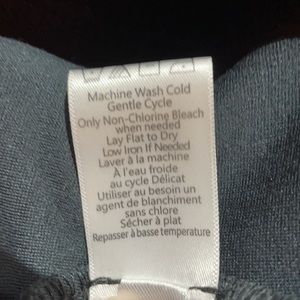 Machine Wash Cold
Gentle Cycle
Only Non-Chlorine Bleach
when needed
Lay Flat to Dry
Low Iron If Needed
Laver à la machine
À l'eau froide
au cycle Délicat
Utiliser au besoin un
agent de blanchiment
sans chlore
Sécher à plat
Repasser à basse temperature